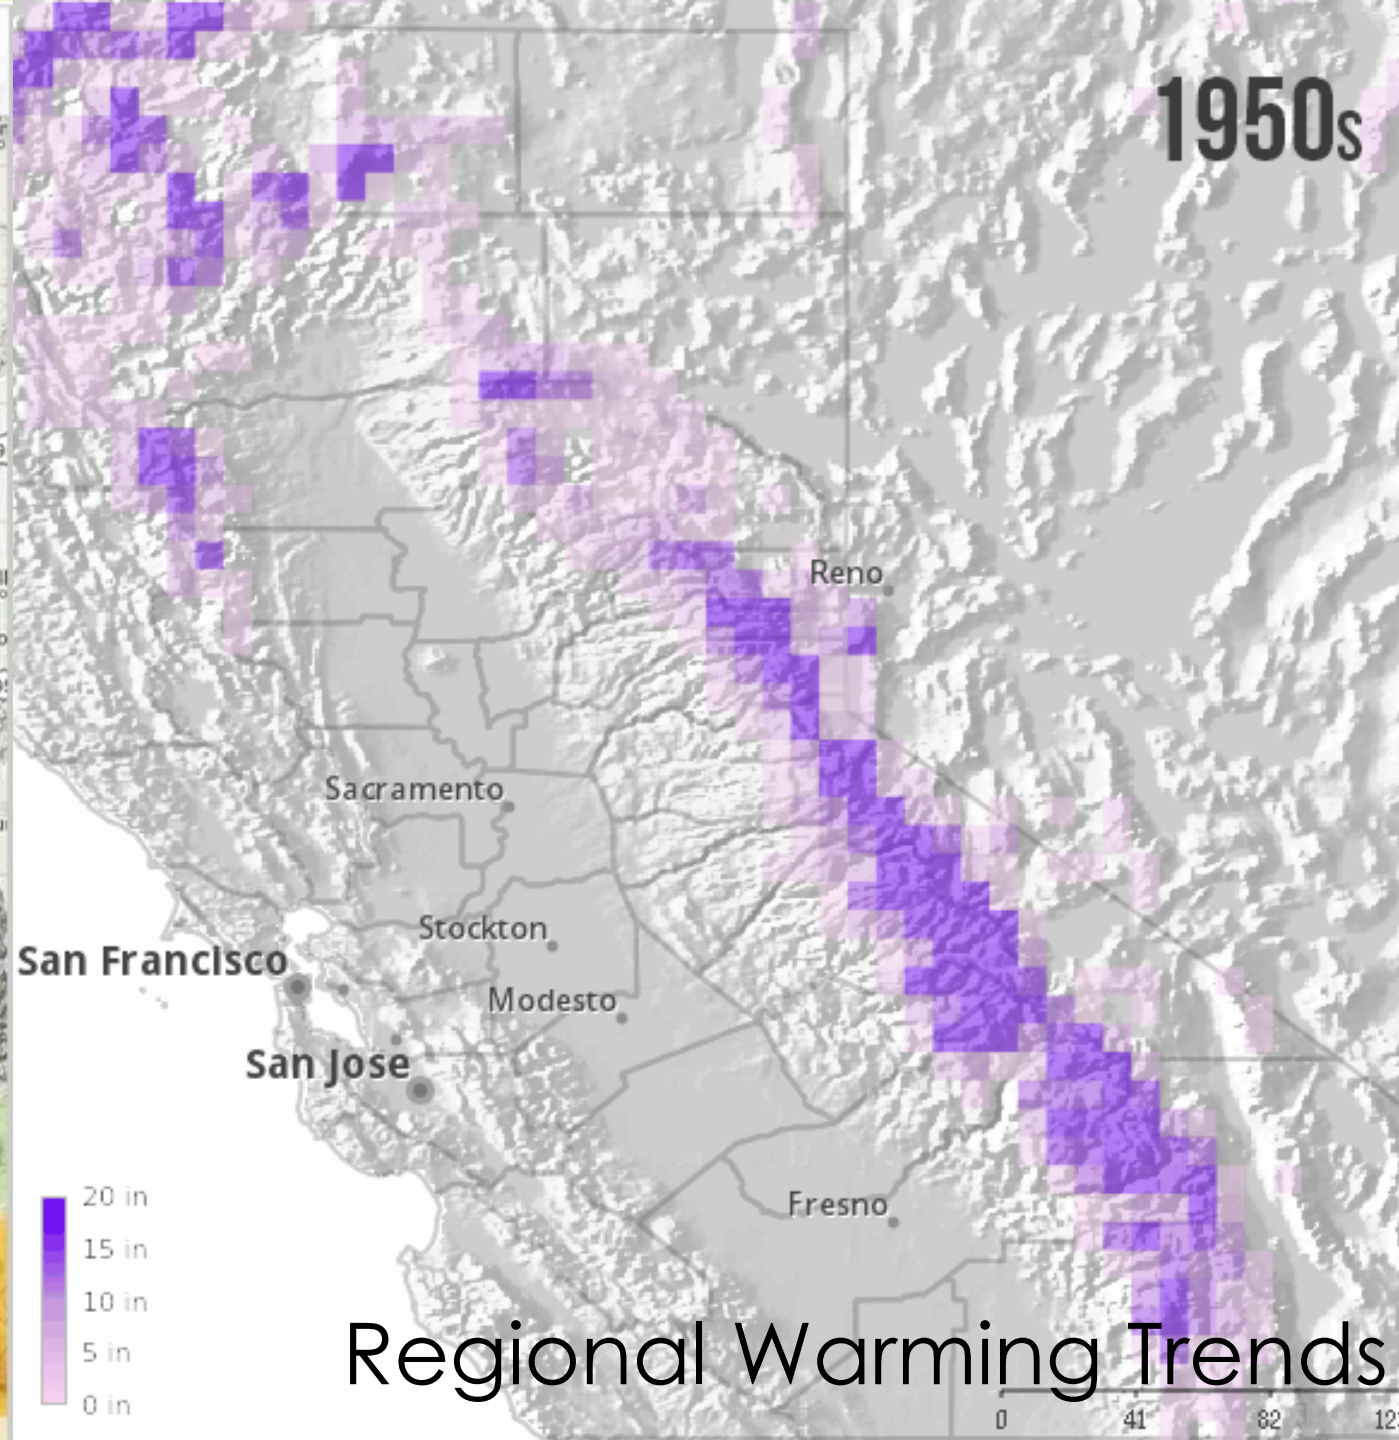 1950s
Reno
Sacramento
Stockton
San Francisco
Modesto
San Jose
20 in
Fresno
15 in
10 in
5 in
0 in
Regional Warming Trends
0 41 82